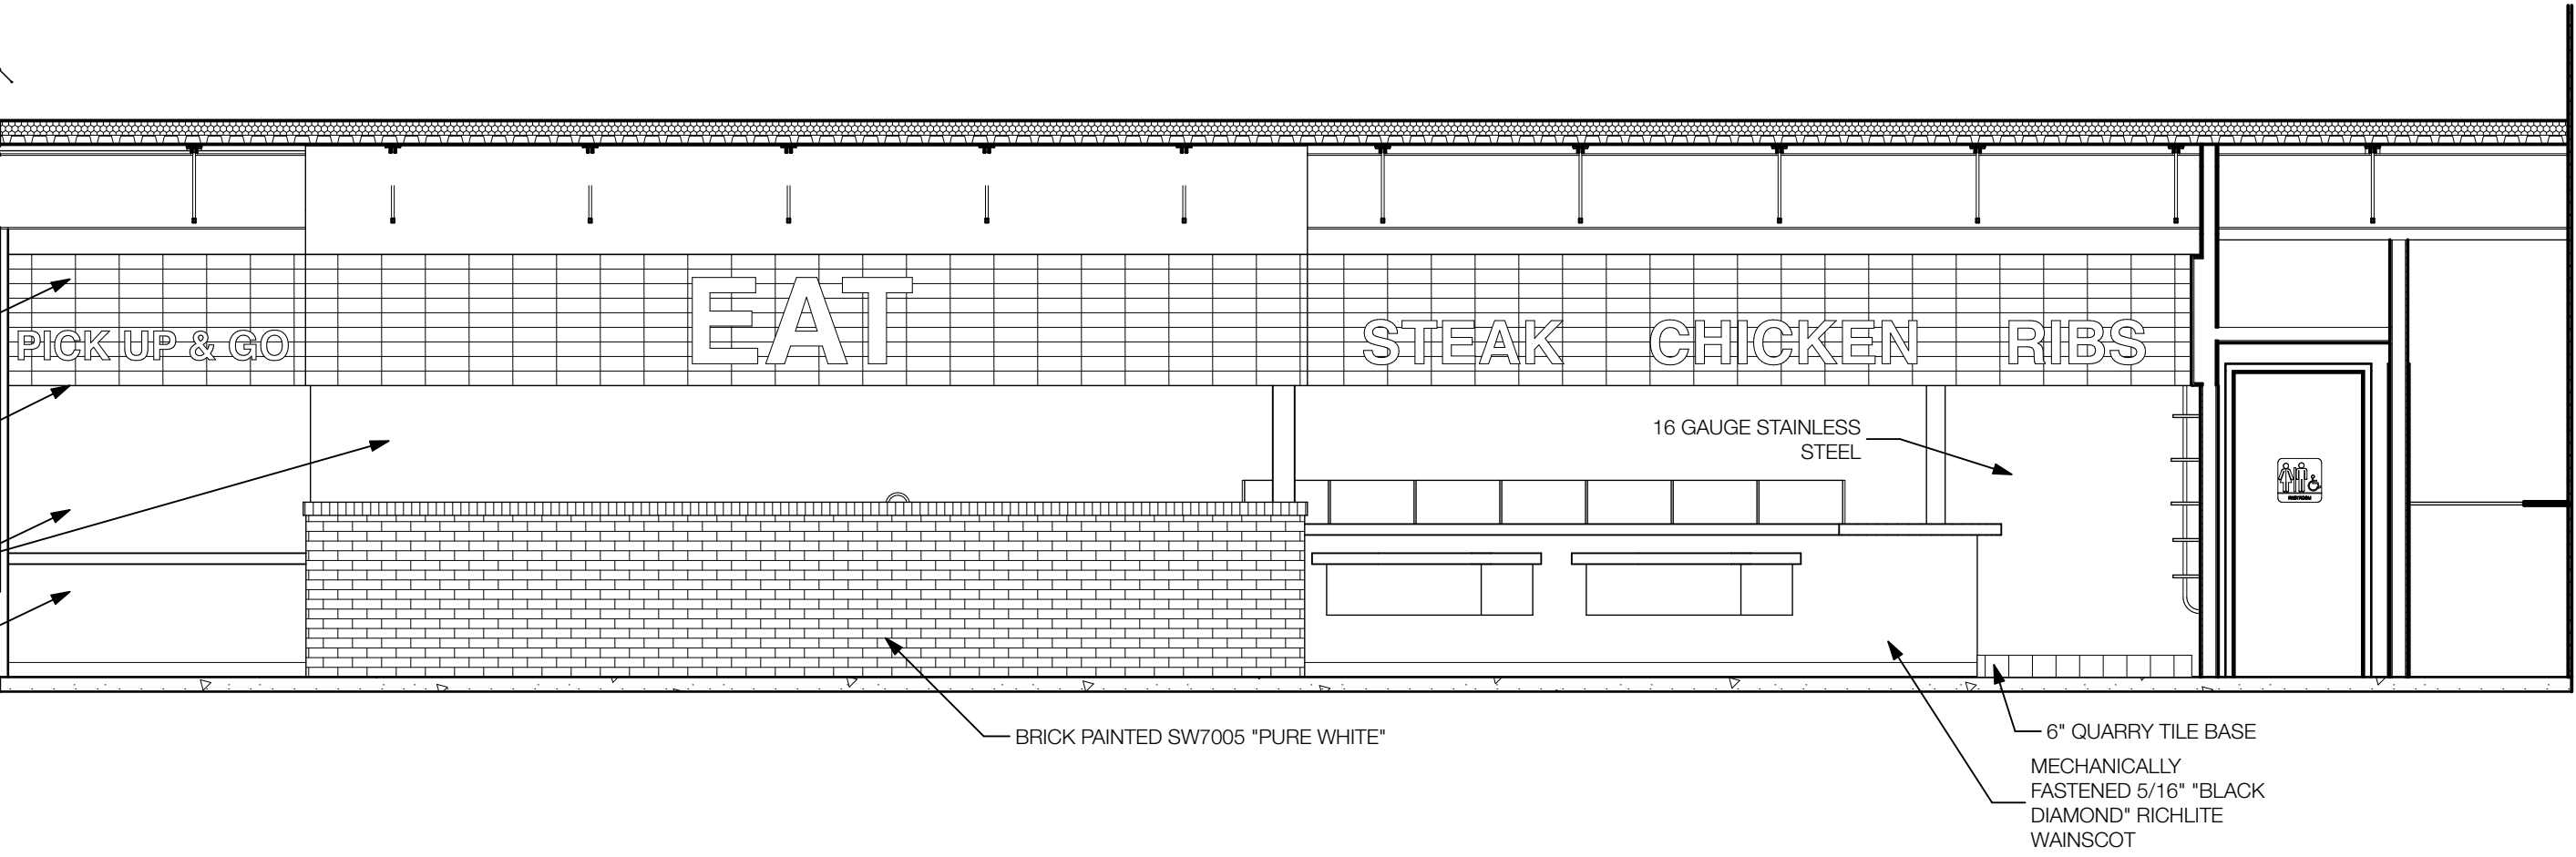 EAT
PICK UP & GO
STEAK CHICKEN RIBS
16 GAUGE STAINLESS
STEEL
BRICK PAINTED SW7005 "PURE WHITE"
6" QUARRY TILE BASE
MECHANICALLY
FASTENED 5/16" "BLACK
DIAMOND" RICHLITE
WAINSCOT